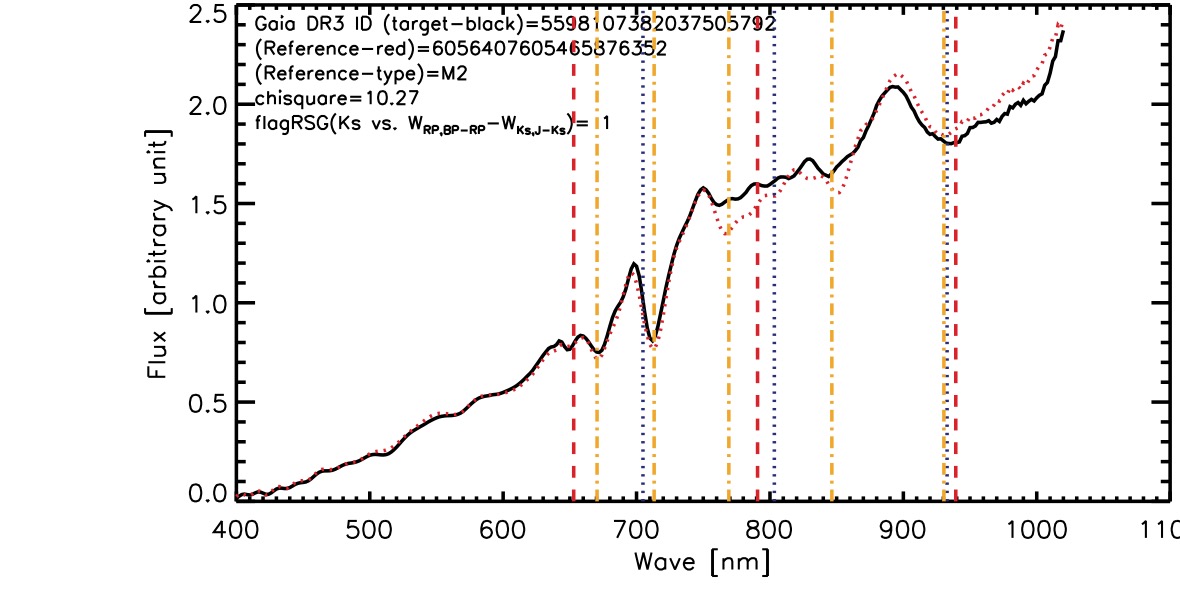 Gaia DR3 ID (target-black)=5598107382037505792
(Reference-red)=6056407605465876352
(Reference-type)=M2
chisquare=10.27
flagRSG(Ks vs. WRP,BP-RP-WKs,J-Ks)= 1
2.5
2.0
1.5
1.0
0.5
0.0
Flux [arbitrary unit]
400 500 600 700 800 900 1000 110
Wave [nm]